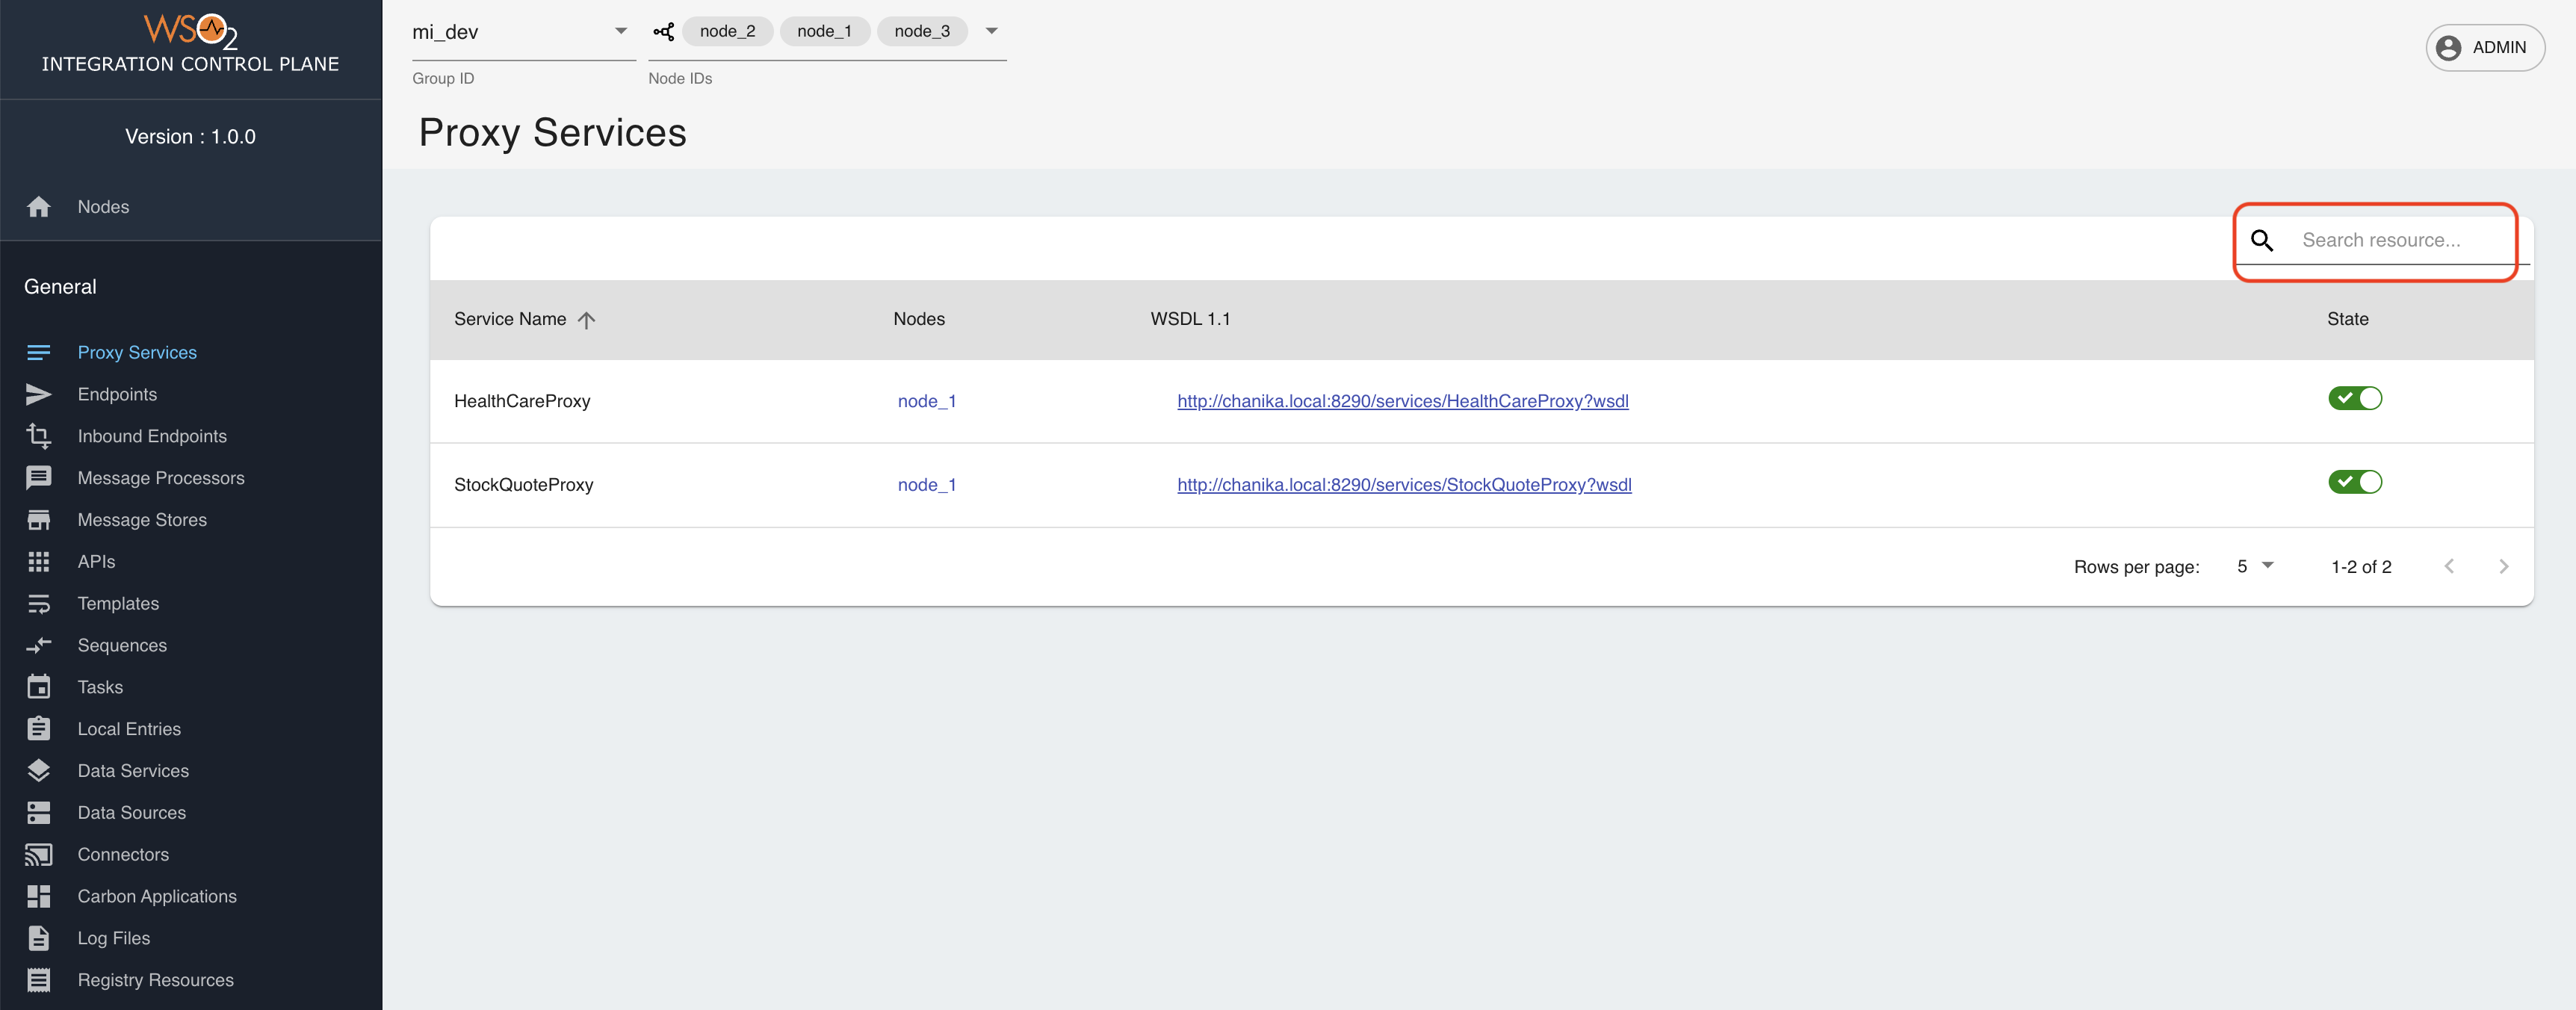 WSO2
INTEGRATION CONTROL PLANE
Version : 1.0.0
Nodes
General
Proxy Services
Endpoints
Inbound Endpoints
Message Processors
Message Stores
APIs
Templates
Sequences
Tasks
Local Entries
Data Services
Data Sources
Connectors
Carbon Applications
Log Files
Registry Resources
mi_dev
Group ID
node_2 node_1 node_3
Node IDs
ADMIN
Proxy Services
Search resource...
Service Name Nodes WSDL 1.1 State
HealthCareProxy node_1 http://chanika.local:8290/services/HealthCareProxy?wsdl
StockQuoteProxy node_1 http://chanika.local:8290/services/StockQuoteProxy?wsdl
Rows per page: 5 1-2 of 2